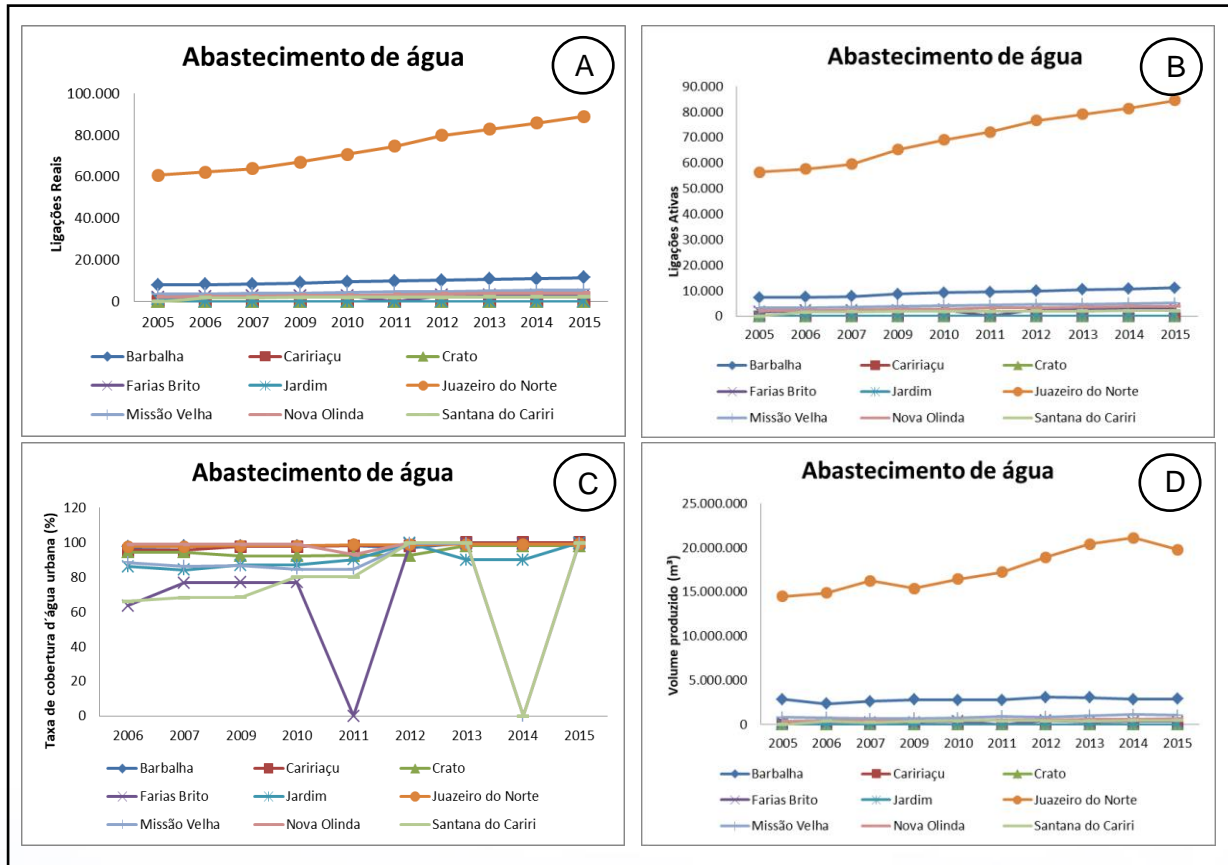 Abastecimento de água
A
Ligações Reais
100.000
80.000
60.000
40.000
20.000
0
2005 2006 2007 2009 2010 2011 2012 2013 2014 2015
Barbalha Caririaçu Crato
Farias Brito Jardim Juazeiro do Norte
Missão Velha Nova Olinda Santana do Cariri
Abastecimento de água
B
Ligações Ativas
90.000
80.000
70.000
60.000
50.000
40.000
30.000
20.000
10.000
0
2005 2006 2007 2009 2010 2011 2012 2013 2014 2015
Barbalha Caririaçu Crato
Farias Brito Jardim Juazeiro do Norte
Missão Velha Nova Olinda Santana do Cariri
Abastecimento de água
C
Taxa de cobertura d´água urbana (%)
120
100
80
60
40
20
0
2006 2007 2009 2010 2011 2012 2013 2014 2015
Barbalha Caririaçu Crato
Farias Brito Jardim Juazeiro do Norte
Missão Velha Nova Olinda Santana do Cariri
Abastecimento de água
D
Volume produzido (m³)
25.000.000
20.000.000
15.000.000
10.000.000
5.000.000
0
2005 2006 2007 2009 2010 2011 2012 2013 2014 2015
Barbalha Caririaçu Crato
Farias Brito Jardim Juazeiro do Norte
Missão Velha Nova Olinda Santana do Cariri